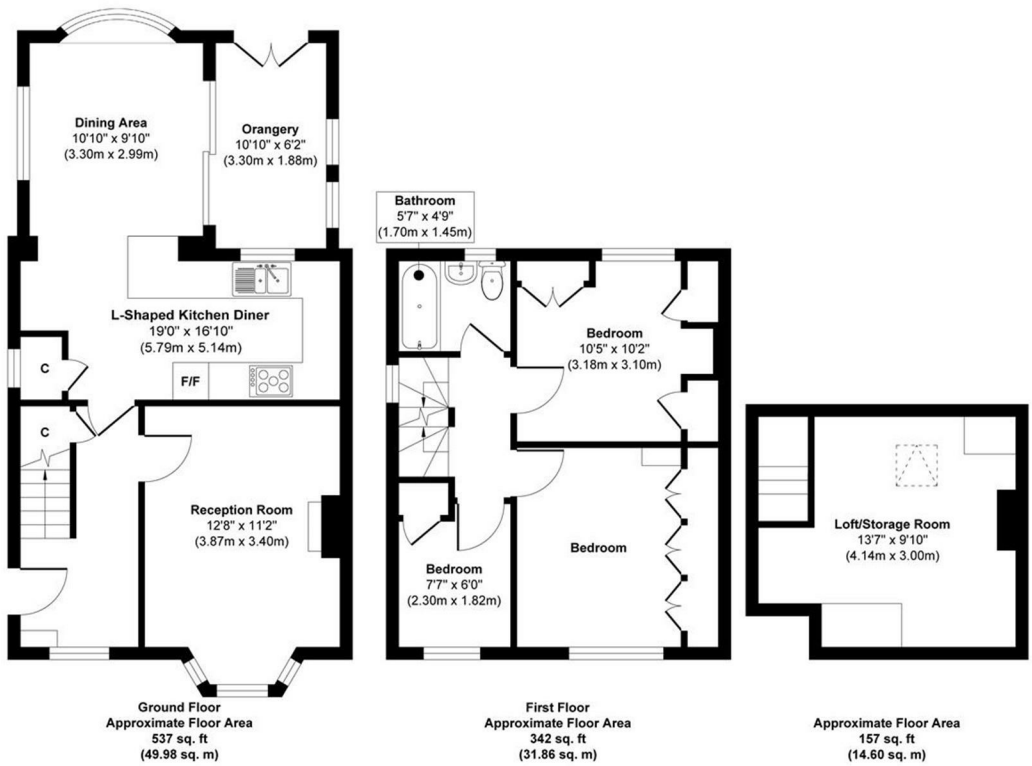 Dining Area
10'10" x 9'10"
(3.30m x 2.99m)
Orangery
10'10" x 6'2"
(3.30m x 1.88m)
L-Shaped Kitchen Diner
19'0" x 16'10"
(5.79m x 5.14m)
C
F/F
C
Reception Room
12'8" x 11'2"
(3.87m x 3.40m)
Ground Floor
Approximate Floor Area
537 sq. ft
(49.98 sq. m)
Bathroom
5'7" x 4'9"
(1.70m x 1.45m)
Bedroom
10'5" x 10'2"
(3.18m x 3.10m)
Bedroom
Bedroom
7'7" x 6'0"
(2.30m x 1.82m)
First Floor
Approximate Floor Area
342 sq. ft
(31.86 sq. m)
Loft/Storage Room
13'7" x 9'10"
(4.14m x 3.00m)
Approximate Floor Area
157 sq. ft
(14.60 sq. m)